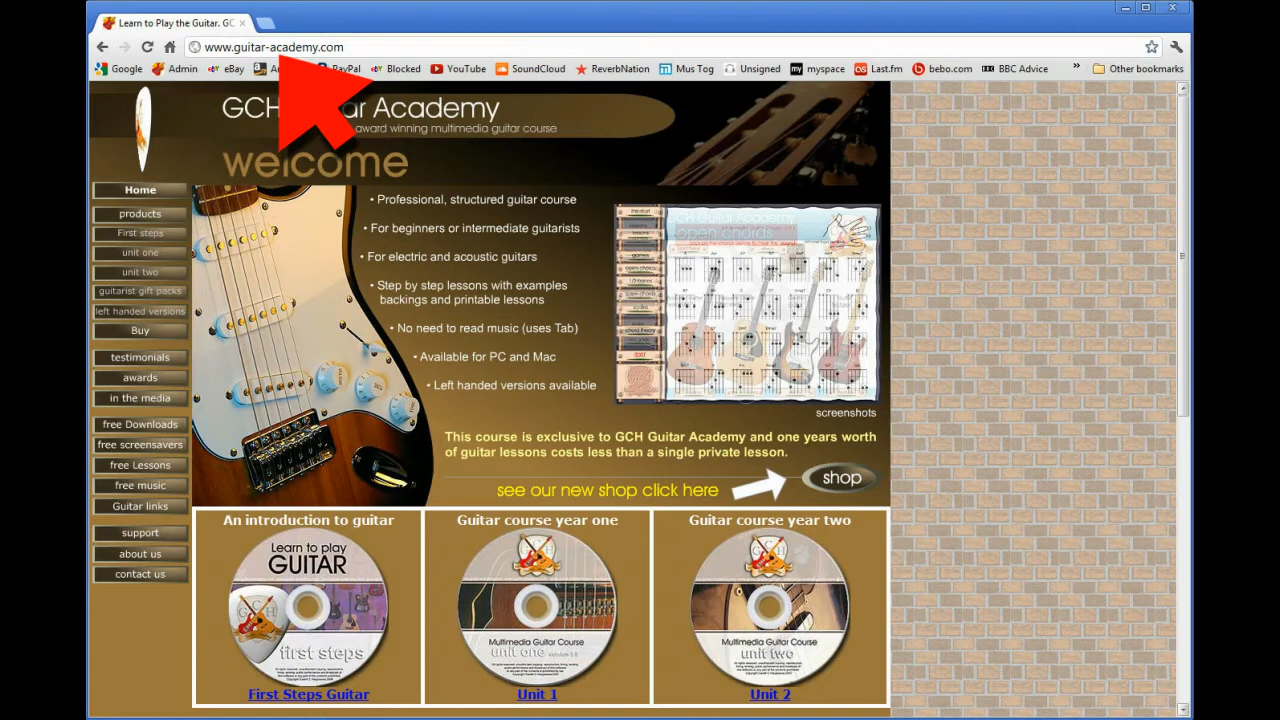 Learn to Play the Guitar. GC
www.guitar-academy.com
Google
Admin
eBay
PayPal
Blocked
YouTube
SoundCloud
ReverbNation
Mus Tog
Unsigned
myspace
Last.fm
bebo.com
BBC Advice
Other bookmarks
GCH Guitar Academy
award winning multimedia guitar course
welcome
Home
products
First steps
unit one
unit two
guitarist gift packs
left handed versions
Buy
testimonials
awards
in the media
free Downloads
free screensavers
free Lessons
free music
Guitar links
support
about us
contact us
• Professional, structured guitar course
• For beginners or intermediate guitarists
• For electric and acoustic guitars
• Step by step lessons with examples
backings and printable lessons
• No need to read music (uses Tab)
• Available for PC and Mac
• Left handed versions available
GCH Guitar Academy
open chords
screenshots
This course is exclusive to GCH Guitar Academy and one years worth
of guitar lessons costs less than a single private lesson.
see our new shop click here
shop
An introduction to guitar
Learn to play
GUITAR
GCH
first steps
First Steps Guitar
Guitar course year one
Multimedia Guitar Course
unit one
Unit 1
Guitar course year two
Multimedia Guitar Course
unit two
Unit 2